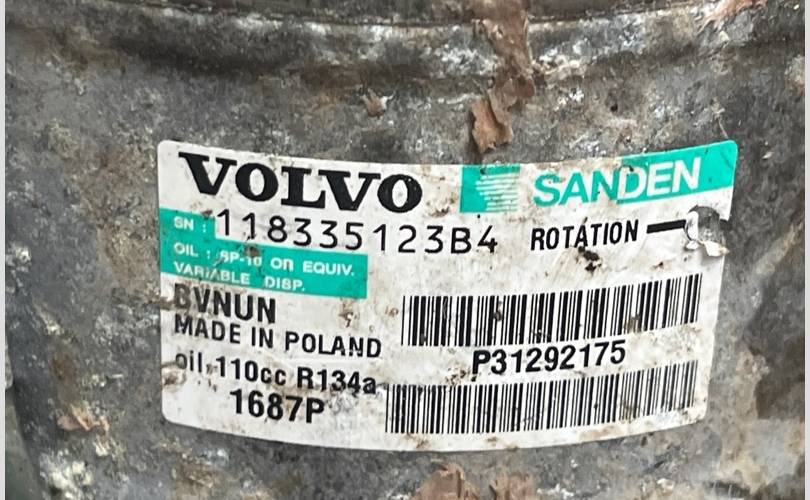 VOLVO SANDEN
SN : 118335123B4 ROTATION
OIL : SP-10 OR EQUIV.
VARIABLE DISP.
BVNUN
MADE IN POLAND
P31292175
oil, 110cc R134a
1687P